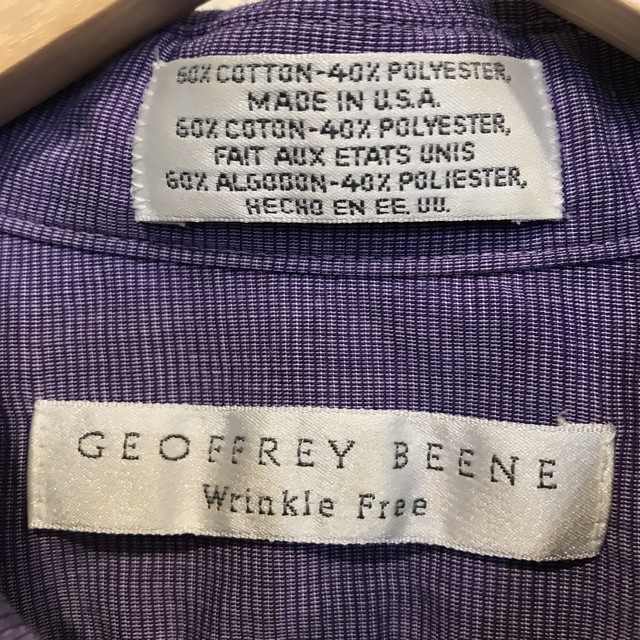 60% COTTON-40% POLYESTER,
MADE IN U.S.A.
60% COTON-40% POLYESTER,
FAIT AUX ETATS UNIS
60% ALGODON-40% POLIESTER,
HECHO EN EE. UU.
GEOFFREY BEENE
Wrinkle Free